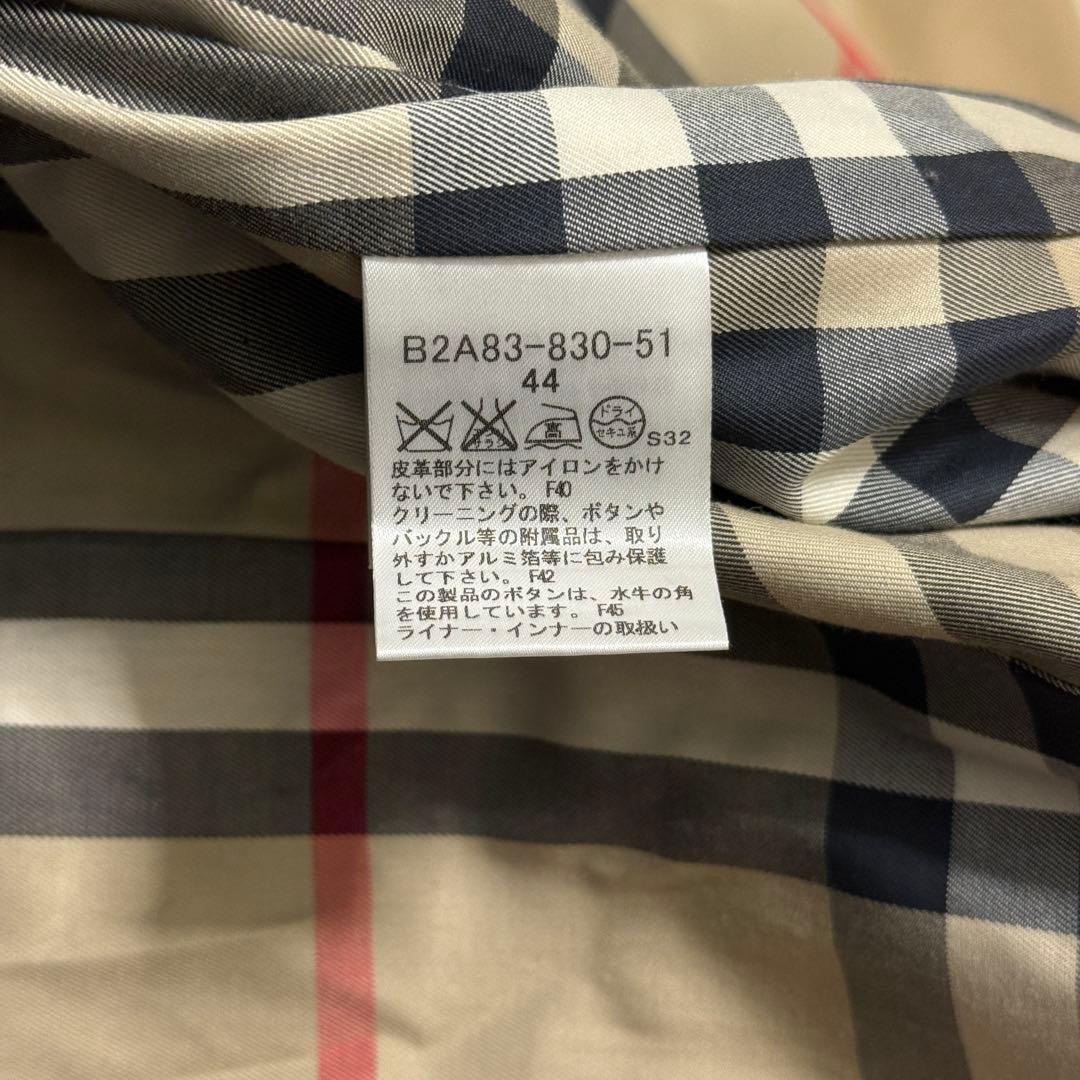 B2A83-830-51
44
高
ドライ
セキユ系
S32
皮革部分にはアイロンをかけ
ないで下さい。 F40
クリーニングの際、ボタンや
バックル等の附属品は、取り
外すかアルミ箔等に包み保護
して下さい。 F42
この製品のボタンは、水牛の角
を使用しています。 F45
ライナー・インナーの取扱い